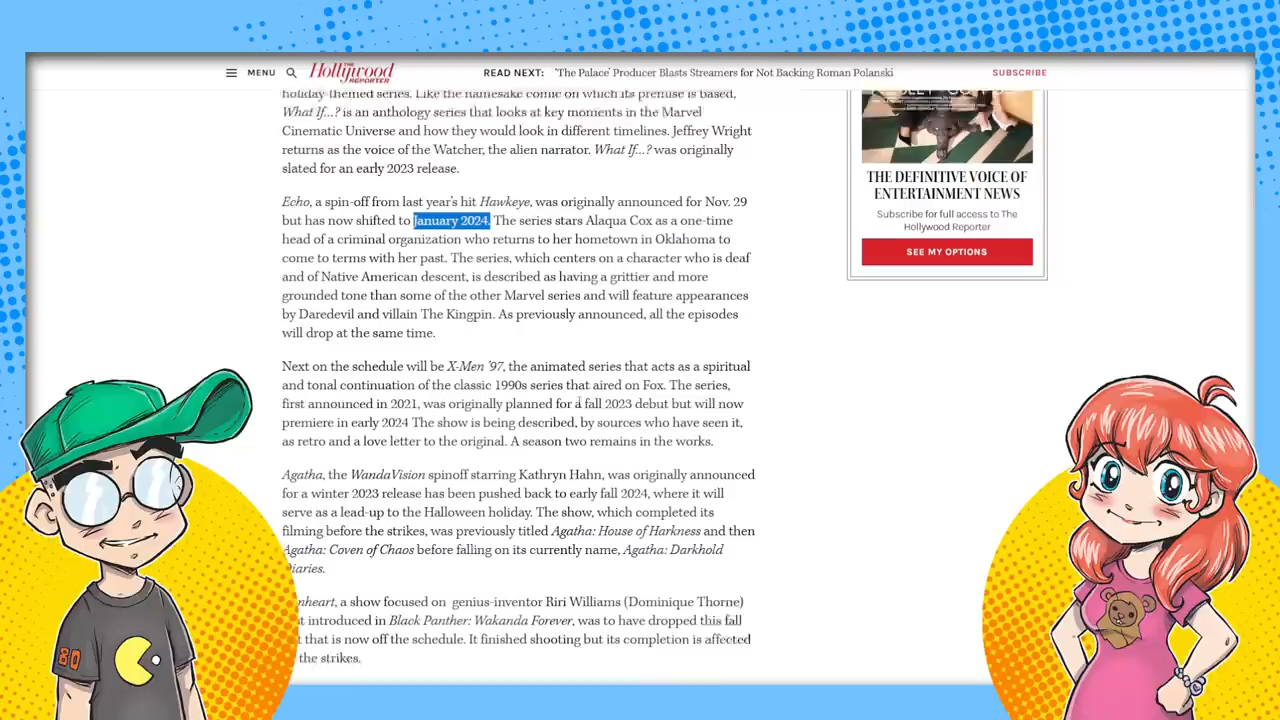 MENU
THE
Hollywood
REPORTER
READ NEXT: 'The Palace' Producer Blasts Streamers for Not Backing Roman Polanski
SUBSCRIBE
holiday-themed series. Like the namesake comic on which its premise is based,
What If...? is an anthology series that looks at key moments in the Marvel
Cinematic Universe and how they would look in different timelines. Jeffrey Wright
returns as the voice of the Watcher, the alien narrator. What If...? was originally
slated for an early 2023 release.
Echo, a spin-off from last year's hit Hawkeye, was originally announced for Nov. 29
but has now shifted to January 2024. The series stars Alaqua Cox as a one-time
head of a criminal organization who returns to her hometown in Oklahoma to
come to terms with her past. The series, which centers on a character who is deaf
and of Native American descent, is described as having a grittier and more
grounded tone than some of the other Marvel series and will feature appearances
by Daredevil and villain The Kingpin. As previously announced, all the episodes
will drop at the same time.
Next on the schedule will be X-Men '97, the animated series that acts as a spiritual
and tonal continuation of the classic 1990s series that aired on Fox. The series,
first announced in 2021, was originally planned for a fall 2023 debut but will now
premiere in early 2024 The show is being described, by sources who have seen it,
as retro and a love letter to the original. A season two remains in the works.
Agatha, the WandaVision spinoff starring Kathryn Hahn, was originally announced
for a winter 2023 release has been pushed back to early fall 2024, where it will
serve as a lead-up to the Halloween holiday. The show, which completed its
filming before the strikes, was previously titled Agatha: House of Harkness and then
Agatha: Coven of Chaos before falling on its currently name, Agatha: Darkhold
Diaries.
nheart, a show focused on genius-inventor Riri Williams (Dominique Thorne)
t introduced in Black Panther: Wakanda Forever, was to have dropped this fall
t that is now off the schedule. It finished shooting but its completion is affected
the strikes.
THE DEFINITIVE VOICE OF
ENTERTAINMENT NEWS
Subscribe for full access to The
Hollywood Reporter
SEE MY OPTIONS
80